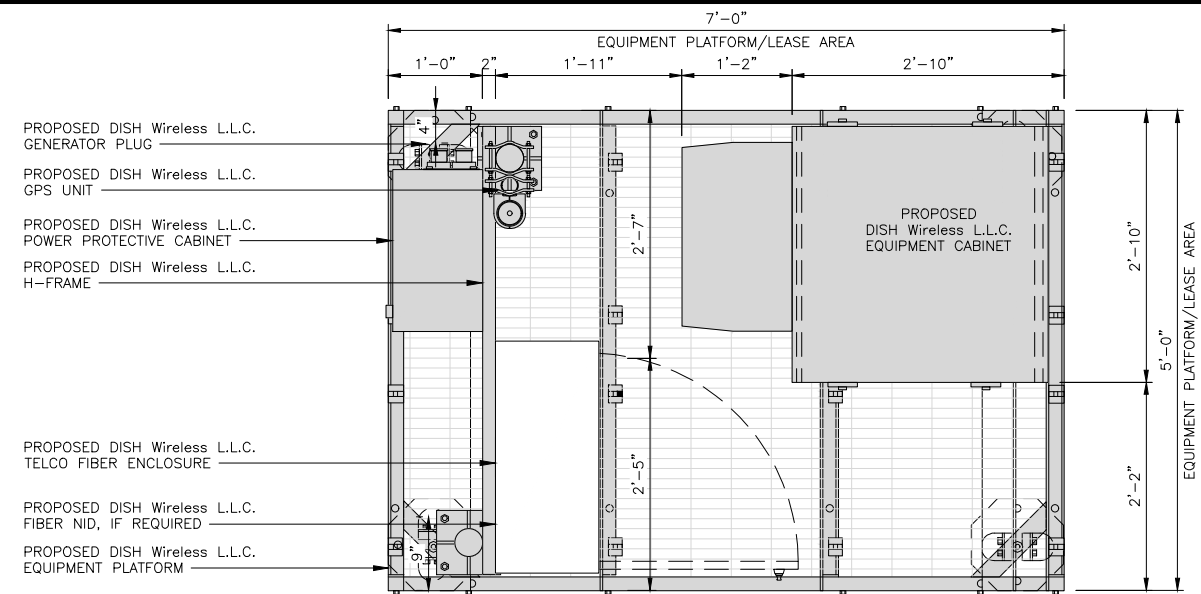 7'-0"
EQUIPMENT PLATFORM/LEASE AREA
1'-0"
2"
1'-11"
1'-2"
2'-10"
4"
PROPOSED DISH Wireless L.L.C.
GENERATOR PLUG
PROPOSED DISH Wireless L.L.C.
GPS UNIT
PROPOSED DISH Wireless L.L.C.
POWER PROTECTIVE CABINET
PROPOSED DISH Wireless L.L.C.
H-FRAME
PROPOSED
DISH Wireless L.L.C.
EQUIPMENT CABINET
2'-7"
2'-10"
5'-0"
EQUIPMENT PLATFORM/LEASE AREA
PROPOSED DISH Wireless L.L.C.
TELCO FIBER ENCLOSURE
2'-5"
2'-2"
PROPOSED DISH Wireless L.L.C.
FIBER NID, IF REQUIRED
9"
PROPOSED DISH Wireless L.L.C.
EQUIPMENT PLATFORM